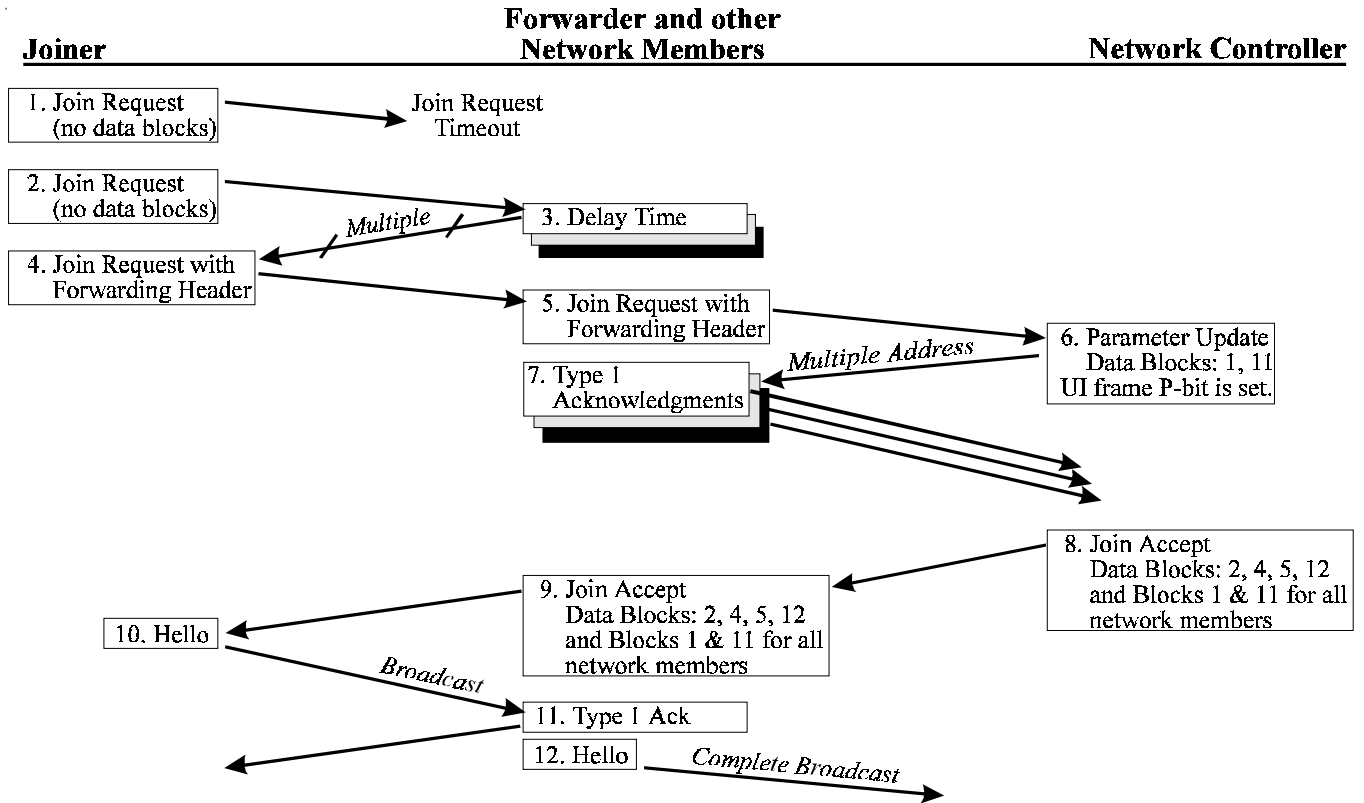 Forwarder and other
Joiner
Network Members
Network Controller
1. Join Request
(no data blocks)
Join Request
Timeout
2. Join Request
(no data blocks)
Multiple
3. Delay Time
4. Join Request with
Forwarding Header
5. Join Request with
Forwarding Header
6. Parameter Update
Data Blocks: 1, 11
UI frame P-bit is set.
Multiple Address
7. Type 1
Acknowledgments
8. Join Accept
Data Blocks: 2, 4, 5, 12
and Blocks 1 & 11 for all
network members
9. Join Accept
Data Blocks: 2, 4, 5, 12
and Blocks 1 & 11 for all
network members
10. Hello
Broadcast
11. Type 1 Ack
12. Hello
Complete Broadcast